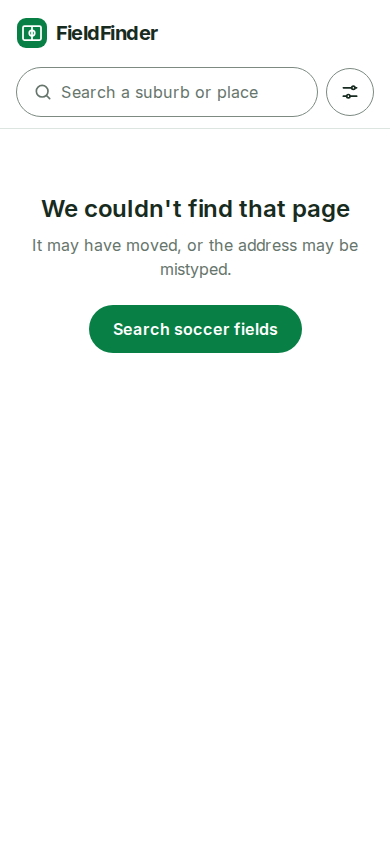 FieldFinder
Search a suburb or place
We couldn't find that page
It may have moved, or the address may be
mistyped.
Search soccer fields